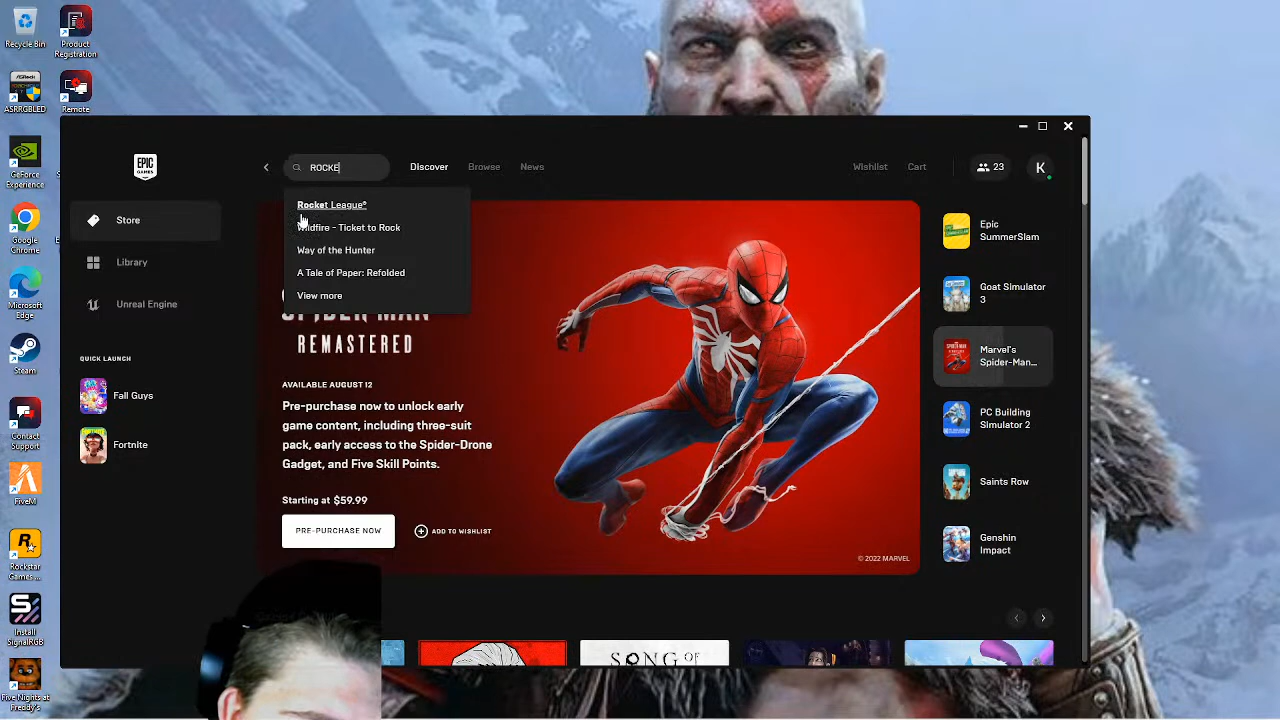 Recycle Bin
Product
Registration
ASRRGBLED
Remote
GeForce
Experience
Google
Chrome
Microsoft
Edge
Steam
Contact
Support
FiveM
Rockstar
Games...
Install
SignalRGB
Five Nights at
Freddy's
EPIC
GAMES
ROCKE
Discover
Browse
News
Wishlist
Cart
23
K
Store
Library
Unreal Engine
QUICK LAUNCH
Fall Guys
Fortnite
Rocket League®
Wildfire - Ticket to Rock
Way of the Hunter
A Tale of Paper: Refolded
View more
REMASTERED
AVAILABLE AUGUST 12
Pre-purchase now to unlock early
game content, including three-suit
pack, early access to the Spider-Drone
Gadget, and Five Skill Points.
Starting at $59.99
PRE-PURCHASE NOW
ADD TO WISHLIST
© 2022 MARVEL
Epic
SummerSlam
Goat Simulator
3
Marvel's
Spider-Man...
PC Building
Simulator 2
Saints Row
Genshin
Impact
SONG OF